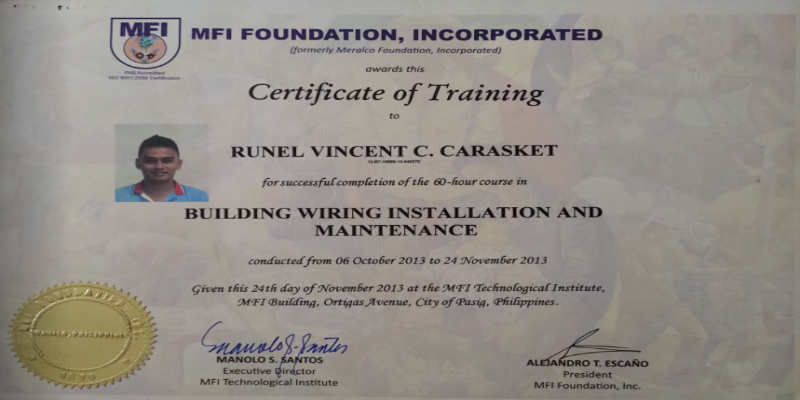 MFI
MFI FOUNDATION, INCORPORATED
(formerly Meralco Foundation, Incorporated)
PAB Accredited
ISO 9001:2008 Certification
awards this
Certificate of Training
to
RUNEL VINCENT C. CARASKET
for successful completion of the 60-hour course in
BUILDING WIRING INSTALLATION AND
MAINTENANCE
conducted from 06 October 2013 to 24 November 2013
Given this 24th day of November 2013 at the MFI Technological Institute,
MFI Building, Ortigas Avenue, City of Pasig, Philippines.
Manolo S. Santos
MANOLO S. SANTOS
Executive Director
MFI Technological Institute
ALEJANDRO T. ESCAÑO
President
MFI Foundation, Inc.